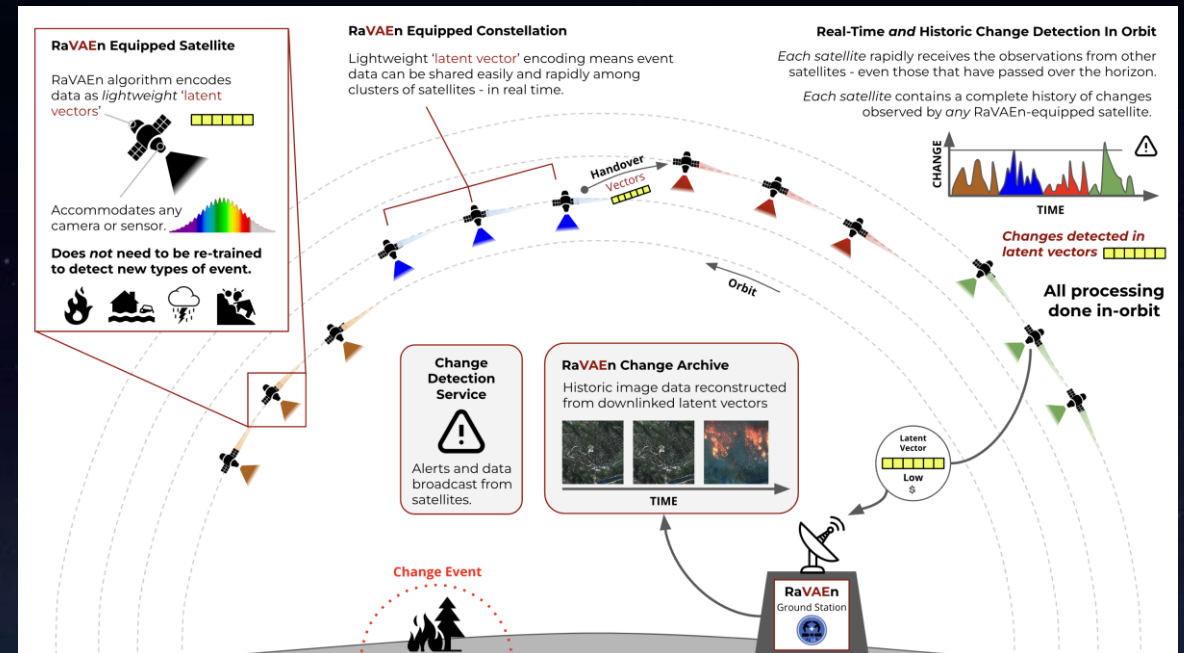 RaVAEn Equipped Satellite
RaVAEn algorithm encodes
data as lightweight ‘latent
vectors’
Accommodates any
camera or sensor.
Does not need to be re-trained
to detect new types of event.
RaVAEn Equipped Constellation
Lightweight ‘latent vector’ encoding means event
data can be shared easily and rapidly among
clusters of satellites - in real time.
Handover
Vectors
Real-Time and Historic Change Detection In Orbit
Each satellite rapidly receives the observations from other
satellites - even those that have passed over the horizon.
Each satellite contains a complete history of changes
observed by any RaVAEn-equipped satellite.
CHANGE
TIME
Changes detected in
latent vectors
All processing
done in-orbit
Orbit
Change
Detection
Service
Alerts and data
broadcast from
satellites.
RaVAEn Change Archive
Historic image data reconstructed
from downlinked latent vectors
TIME
Latent
Vector
Low
$
Change Event
RaVAEn
Ground Station